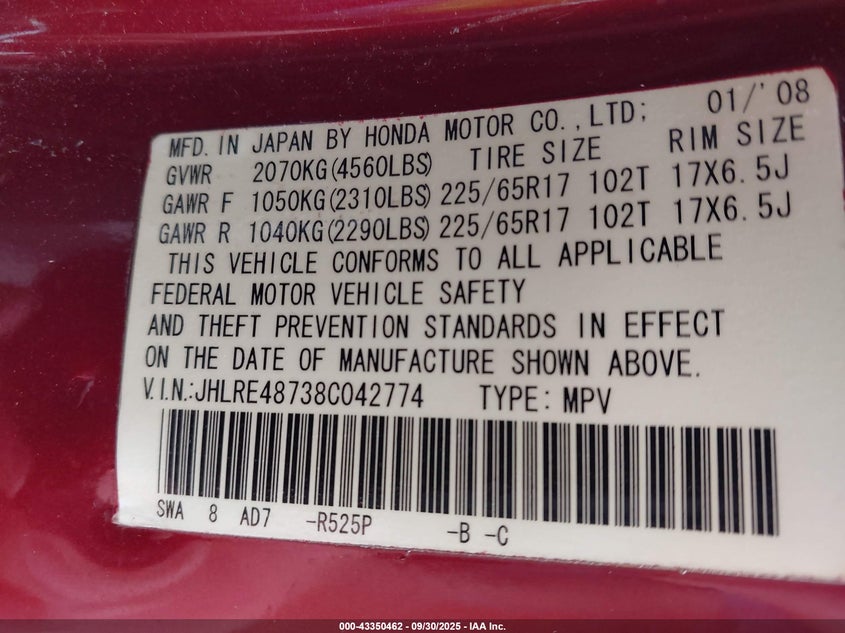 MFD. IN JAPAN BY HONDA MOTOR CO.,LTD; 01/'08
GVWR 2070KG(4560LBS) TIRE SIZE RIM SIZE
GAWR F 1050KG(2310LBS) 225/65R17 102T 17X6.5J
GAWR R 1040KG(2290LBS) 225/65R17 102T 17X6.5J
THIS VEHICLE CONFORMS TO ALL APPLICABLE
FEDERAL MOTOR VEHICLE SAFETY
AND THEFT PREVENTION STANDARDS IN EFFECT
ON THE DATE OF MANUFACTURE SHOWN ABOVE.
V.I.N.:JHLRE48738C042774 TYPE: MPV
SWA 8 AD7 -R525P -B -C
000-43350462 - 09/30/2025 - IAA Inc.